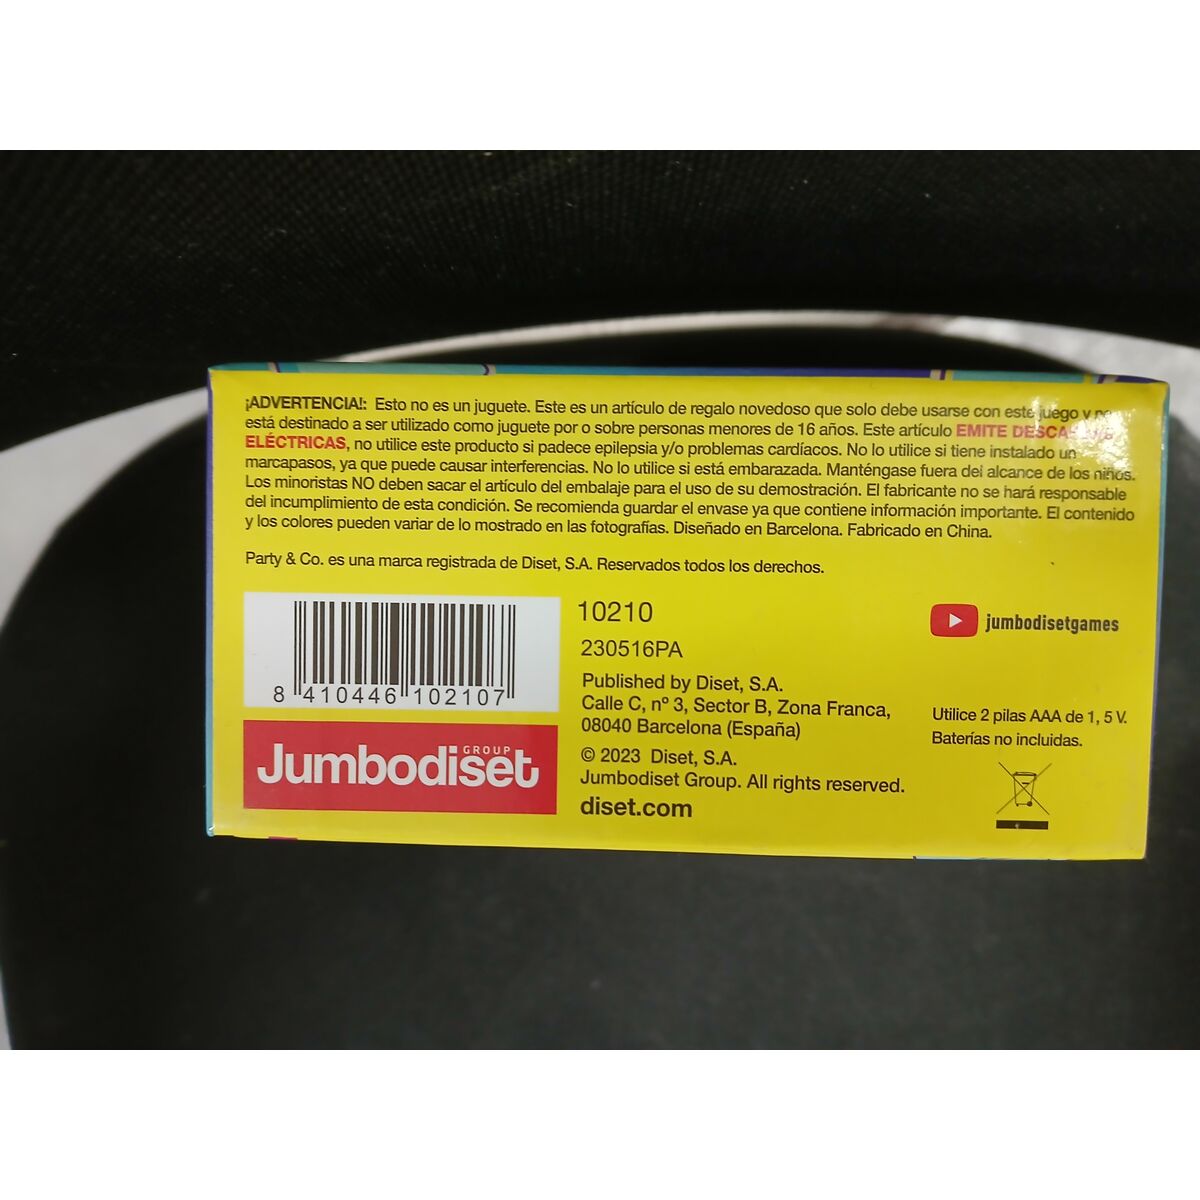 ¡ADVERTENCIA!: Esto no es un juguete. Este es un artículo de regalo novedoso que solo debe usarse con este juego y no
está destinado a ser utilizado como juguete por o sobre personas menores de 16 años. Este artículo EMITE DESCARGAS
ELÉCTRICAS, no utilice este producto si padece epilepsia y/o problemas cardíacos. No lo utilice si tiene instalado un
marcapasos, ya que puede causar interferencias. No lo utilice si está embarazada. Manténgase fuera del alcance de los niños.
Los minoristas NO deben sacar el artículo del embalaje para el uso de su demostración. El fabricante no se hará responsable
del incumplimiento de esta condición. Se recomienda guardar el envase ya que contiene información importante. El contenido
y los colores pueden variar de lo mostrado en las fotografías. Diseñado en Barcelona. Fabricado en China.
Party & Co. es una marca registrada de Diset, S.A. Reservados todos los derechos.
8 410446 102107
GROUP
Jumbodiset
10210
230516PA
Published by Diset, S.A.
Calle C, nº 3, Sector B, Zona Franca,
08040 Barcelona (España)
© 2023 Diset, S.A.
Jumbodiset Group. All rights reserved.
diset.com
jumbodisetgames
Utilice 2 pilas AAA de 1, 5 V.
Baterías no incluidas.